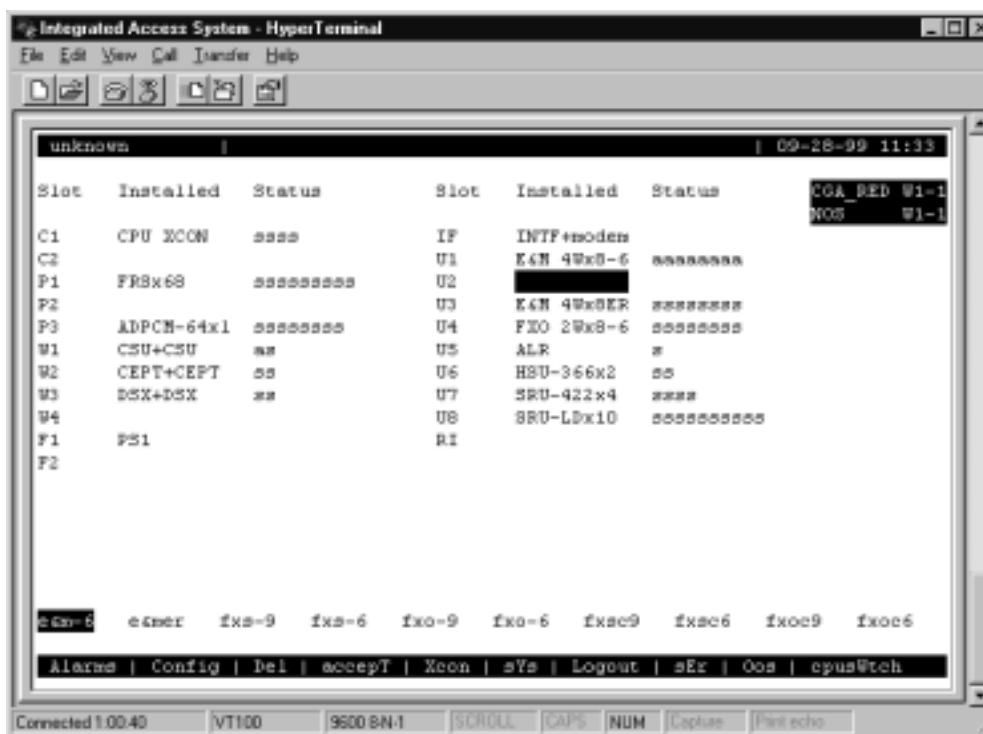 Integrated Access System - HyperTerminal
File Edit View Call Transfer Help
unknown | | 09-28-99 11:33
Slot Installed Status Slot Installed Status CGA_RED W1-1
NOS W1-1
C1 CPU XCON ssss IF INTF+modem
C2 U1 E&M 4Wx8-6 aaaaaaaa
P1 FR8x68 sssssssss U2
P2 U3 E&M 4Wx8ER ssssssss
P3 ADPCM-64x1 ssssssss U4 FXO 2Wx8-6 ssssssss
W1 CSU+CSU as U5 ALR s
W2 CEPT+CEPT ss U6 HSU-366x2 ss
W3 DSX+DSX U7 SRU-422x4 ssss
W4 U8 SRU-LDx10 ssssssssss
F1 PS1 RI
F2
e&m-6 e&mer fxs-9 fxs-6 fxo-9 fxo-6 fxsc9 fxsc6 fxoc9 fxoc6
Alarms | Config | Del | accepT | Xcon | sYs | Logout | sEr | Oos | cpusWtch
Connected 1:00:40 VT100 9600 8-N-1 SCROLL CAPS NUM Capture Print echo